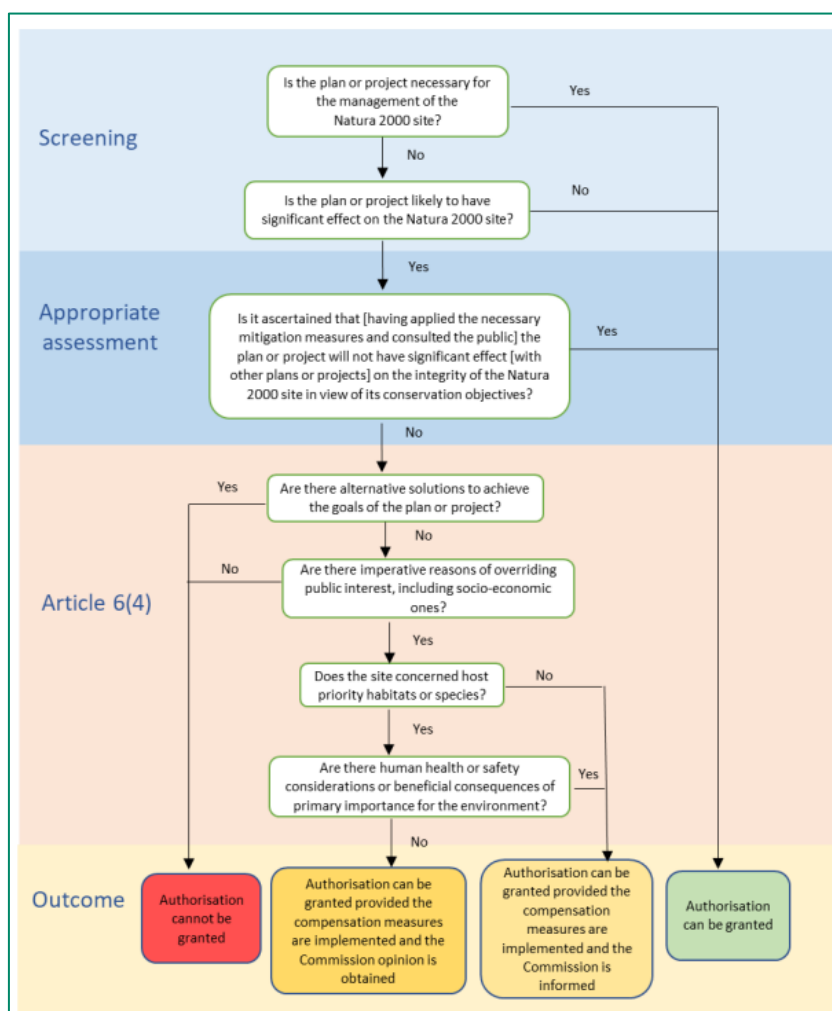 Is the plan or project necessary for
the management of the
Natura 2000 site?
Yes
Screening
No
Is the plan or project likely to have
significant effect on the Natura 2000 site?
No
Yes
Appropriate
assessment
Is it ascertained that [having applied the necessary
mitigation measures and consulted the public] the
plan or project will not have significant effect [with
other plans or projects] on the integrity of the Natura
2000 site in view of its conservation objectives?
Yes
No
Yes
Are there alternative solutions to achieve
the goals of the plan or project?
No
No
Are there imperative reasons of overriding
public interest, including socio-economic
ones?
Article 6(4)
Yes
Does the site concerned host
priority habitats or species?
No
Yes
Are there human health or safety
considerations or beneficial consequences of
primary importance for the environment?
Yes
No
Outcome
Authorisation
cannot be
granted
Authorisation can be
granted provided the
compensation measures
are implemented and the
Commission opinion is
obtained
Authorisation can be
granted provided the
compensation
measures are
implemented and the
Commission is
informed
Authorisation
can be granted